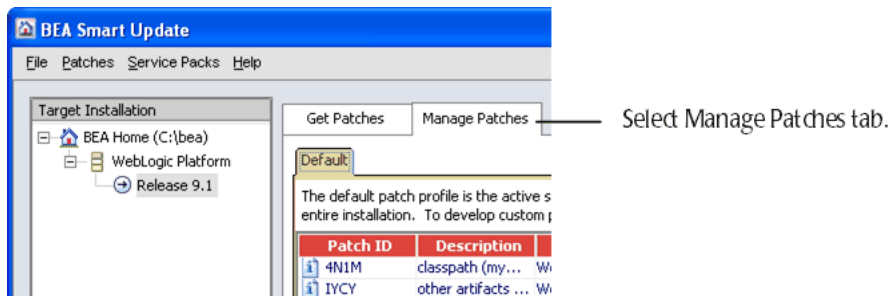 BEA Smart Update
File Patches Service Packs Help
Target Installation
BEA Home (C:\bea)
WebLogic Platform
Release 9.1
Get Patches Manage Patches
Select Manage Patches tab.
Default
The default patch profile is the active s
entire installation. To develop custom p
Patch ID Description
4N1M classpath (my... We
IYCY other artifacts ... We